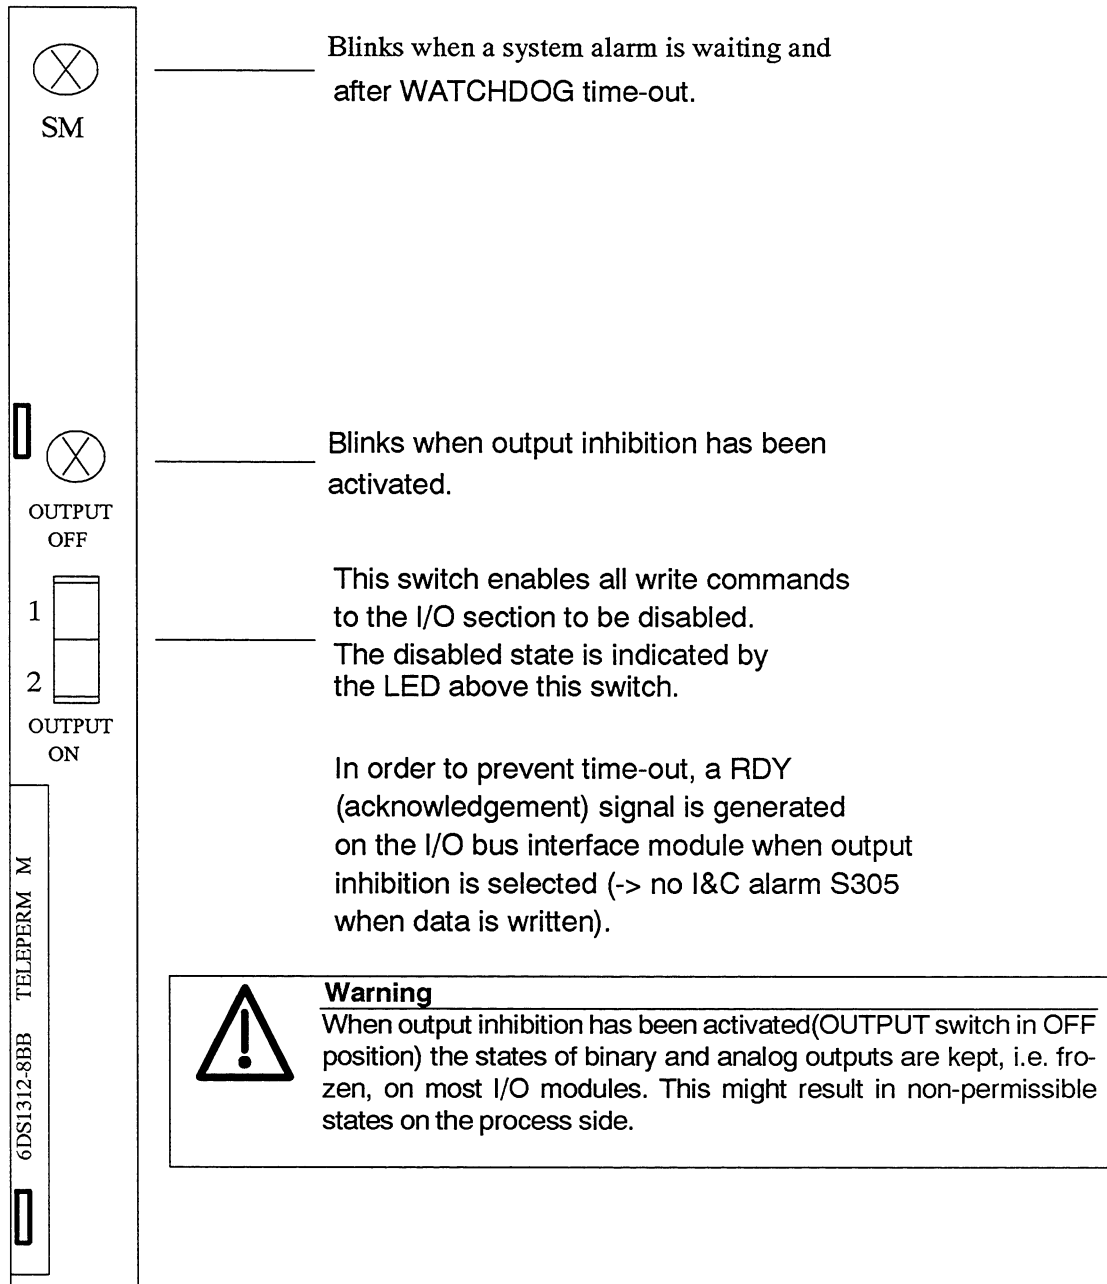 Blinks when a system alarm is waiting and
after WATCHDOG time-out.
SM
Blinks when output inhibition has been
activated.
OUTPUT
OFF
This switch enables all write commands
to the I/O section to be disabled.
The disabled state is indicated by
the LED above this switch.
1
2
OUTPUT
ON
In order to prevent time-out, a RDY
(acknowledgement) signal is generated
on the I/O bus interface module when output
inhibition is selected (-> no I&C alarm S305
when data is written).
6DS1312-8BB TELEPERM M
Warning
When output inhibition has been activated(OUTPUT switch in OFF
position) the states of binary and analog outputs are kept, i.e. fro-
zen, on most I/O modules. This might result in non-permissible
states on the process side.